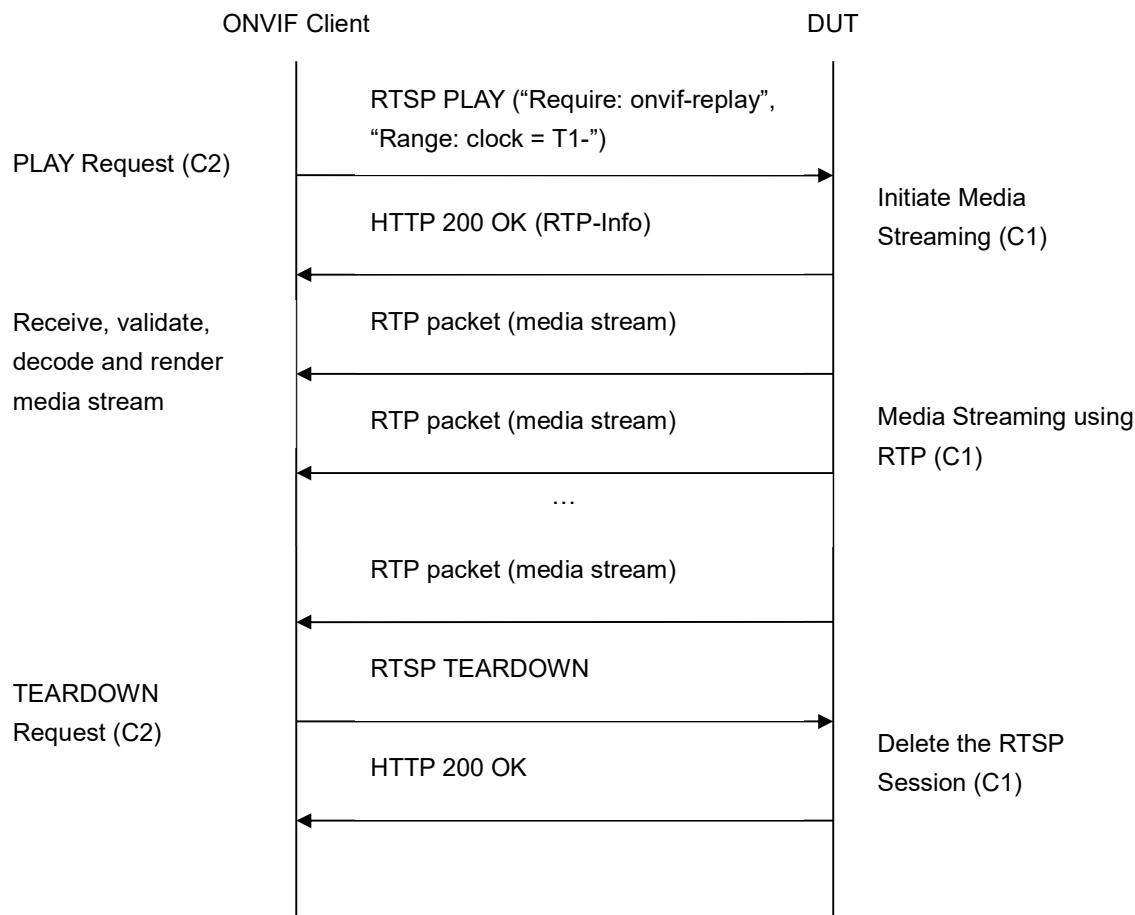 ONVIF Client
DUT
RTSP PLAY (“Require: onvif-replay”,
“Range: clock = T1-”)
PLAY Request (C2)
Initiate Media
Streaming (C1)
HTTP 200 OK (RTP-Info)
Receive, validate,
decode and render
media stream
RTP packet (media stream)
RTP packet (media stream)
Media Streaming using
RTP (C1)
…
RTP packet (media stream)
RTSP TEARDOWN
TEARDOWN
Request (C2)
Delete the RTSP
Session (C1)
HTTP 200 OK